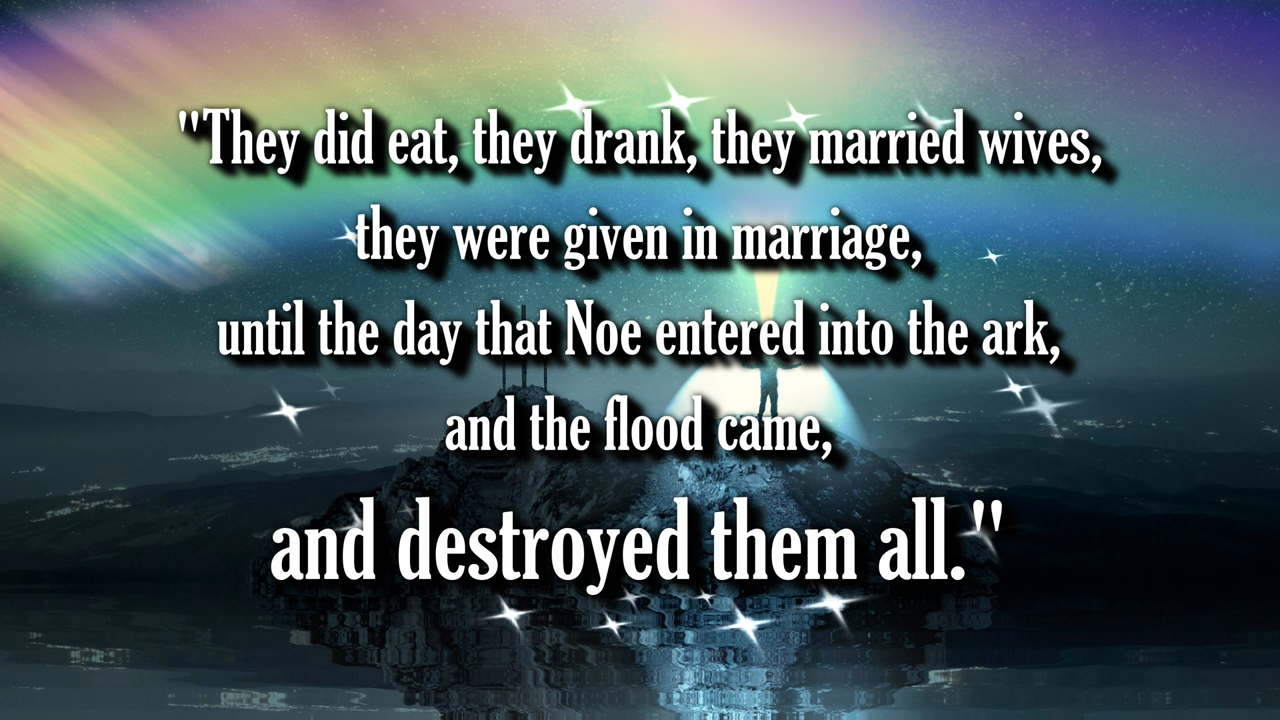 "They did eat, they drank, they married wives,
they were given in marriage,
until the day that Noe entered into the ark,
and the flood came,
and destroyed them all."